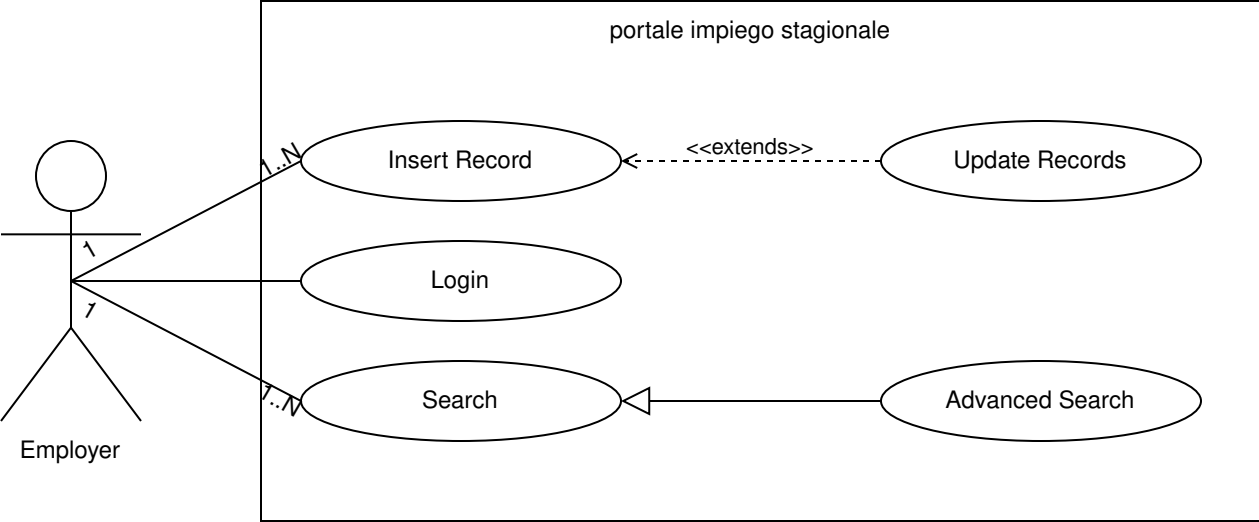 portale impiego stagionale
1..N
Insert Record
<<extends>>
Update Records
1
Login
1
1..N
Search
Advanced Search
Employer